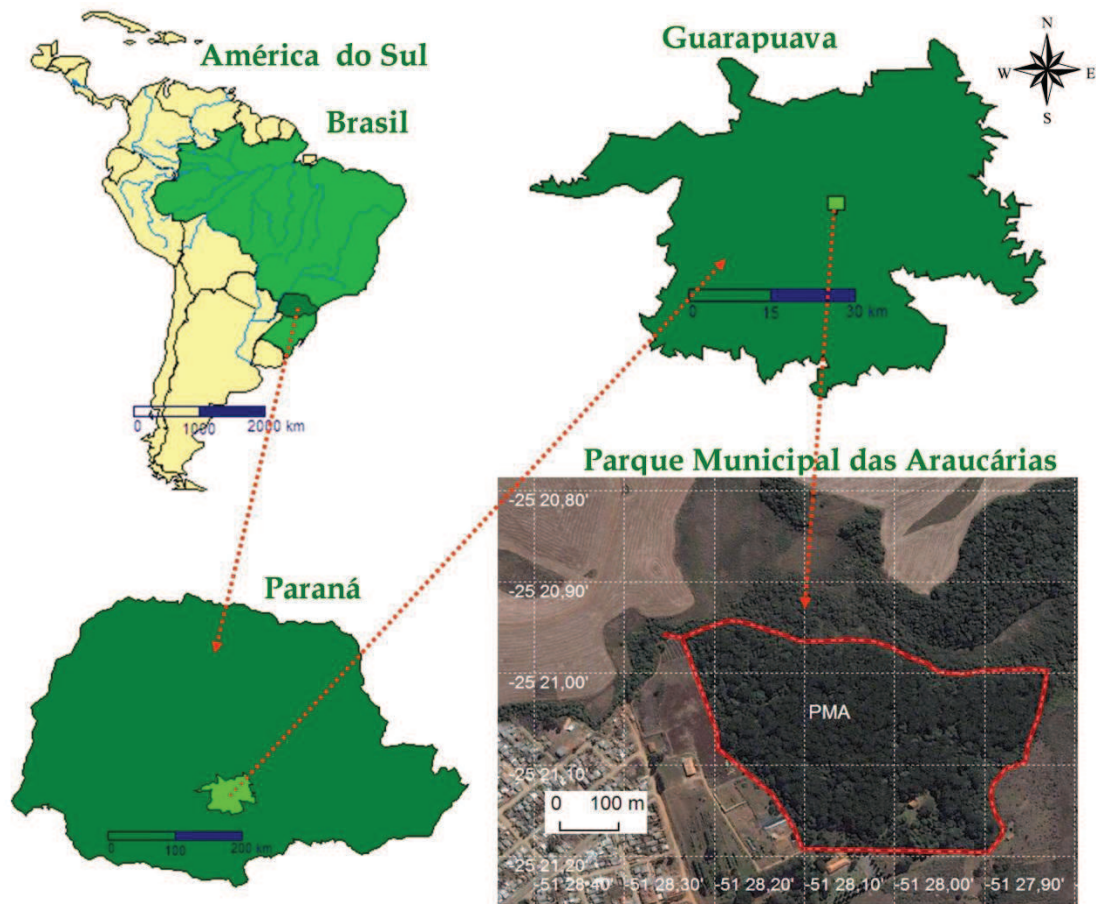 América do Sul
Brasil
0 1000 2000 km
Guarapuava
N
W E
S
0 15 30 km
Paraná
0 100 200 km
Parque Municipal das Araucárias
-25 20,80'
-25 20,90'
-25 21,00'
PMA
-25 21,10'
0 100 m
-25 21,20'
-51 28,40' -51 28,30' -51 28,20' -51 28,10' -51 28,00' -51 27,90'